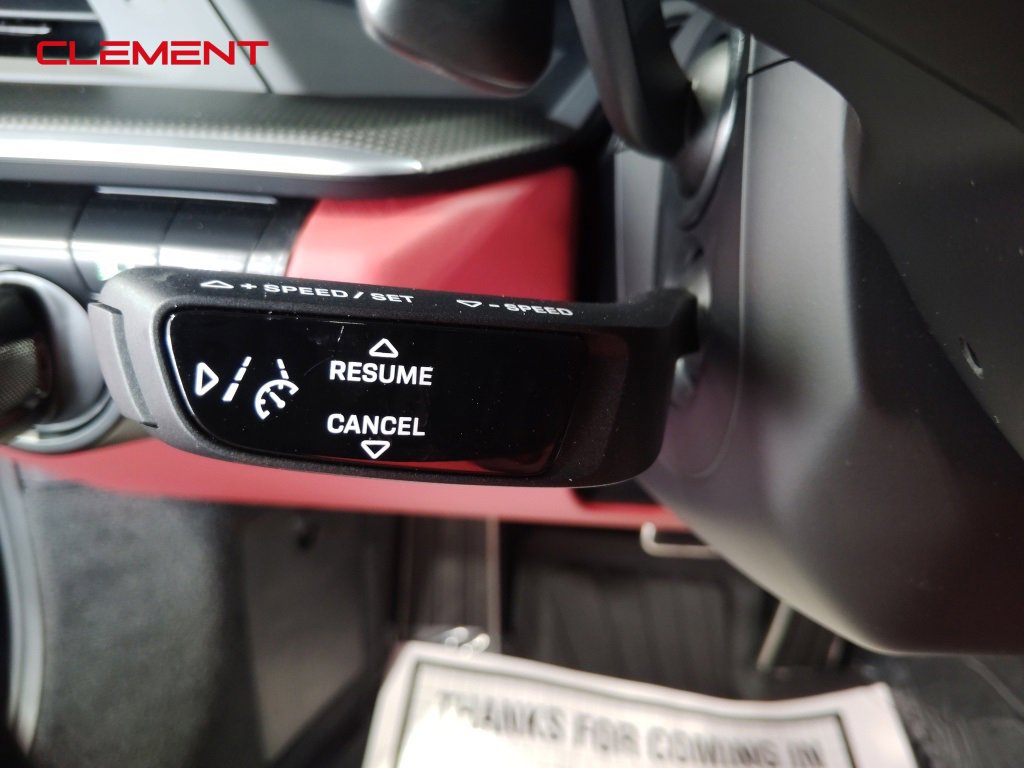 CLEMENT
+ SPEED / SET - SPEED
RESUME
CANCEL
THANKS FOR COMING IN